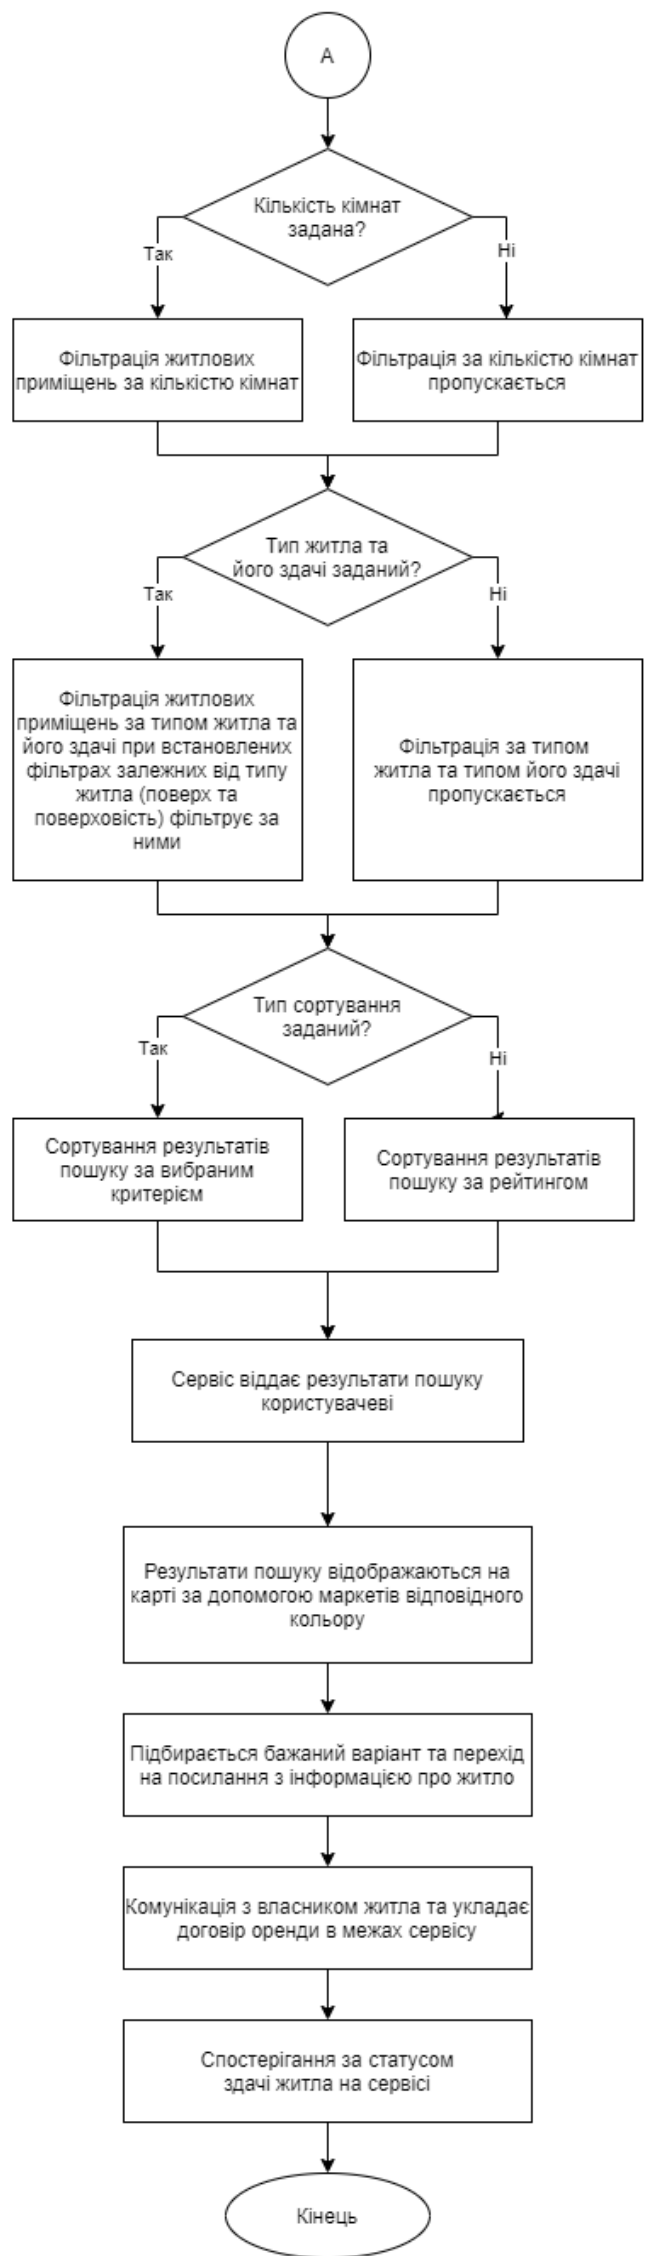 А
Кількість кімнат
задана?
Так
Ні
Фільтрація житлових
приміщень за кількістю кімнат
Фільтрація за кількістю кімнат
пропускається
Тип житла та
його здачі заданий?
Так
Ні
Фільтрація житлових
приміщень за типом житла та
його здачі при встановлених
фільтрах залежних від типу
житла (поверх та
поверховість) фільтрує за
ними
Фільтрація за типом
житла та типом його здачі
пропускається
Тип сортування
заданий?
Так
Ні
Сортування результатів
пошуку за вибраним
критерієм
Сортування результатів
пошуку за рейтингом
Сервіс віддає результати пошуку
користувачеві
Результати пошуку відображаються на
карті за допомогою маркетів відповідного
кольору
Підбирається бажаний варіант та перехід
на посилання з інформацією про житло
Комунікація з власником житла та укладає
договір оренди в межах сервісу
Спостерігання за статусом
здачі житла на сервісі
Кінець